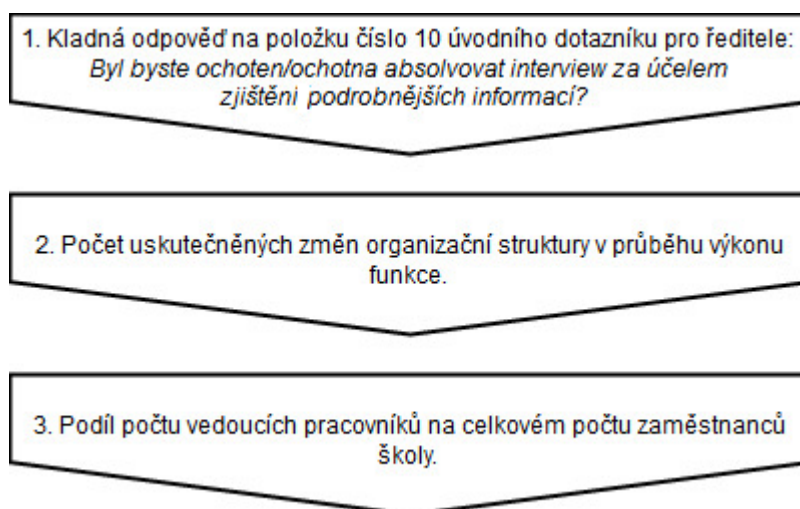 1. Kladná odpověď na položku číslo 10 úvodního dotazníku pro ředitele:
Byl byste ochoten/ochotna absolvovat interview za účelem
zjištění podrobnějších informací?
2. Počet uskutečněných změn organizační struktury v průběhu výkonu
funkce.
3. Podíl počtu vedoucích pracovníků na celkovém počtu zaměstnanců
školy.